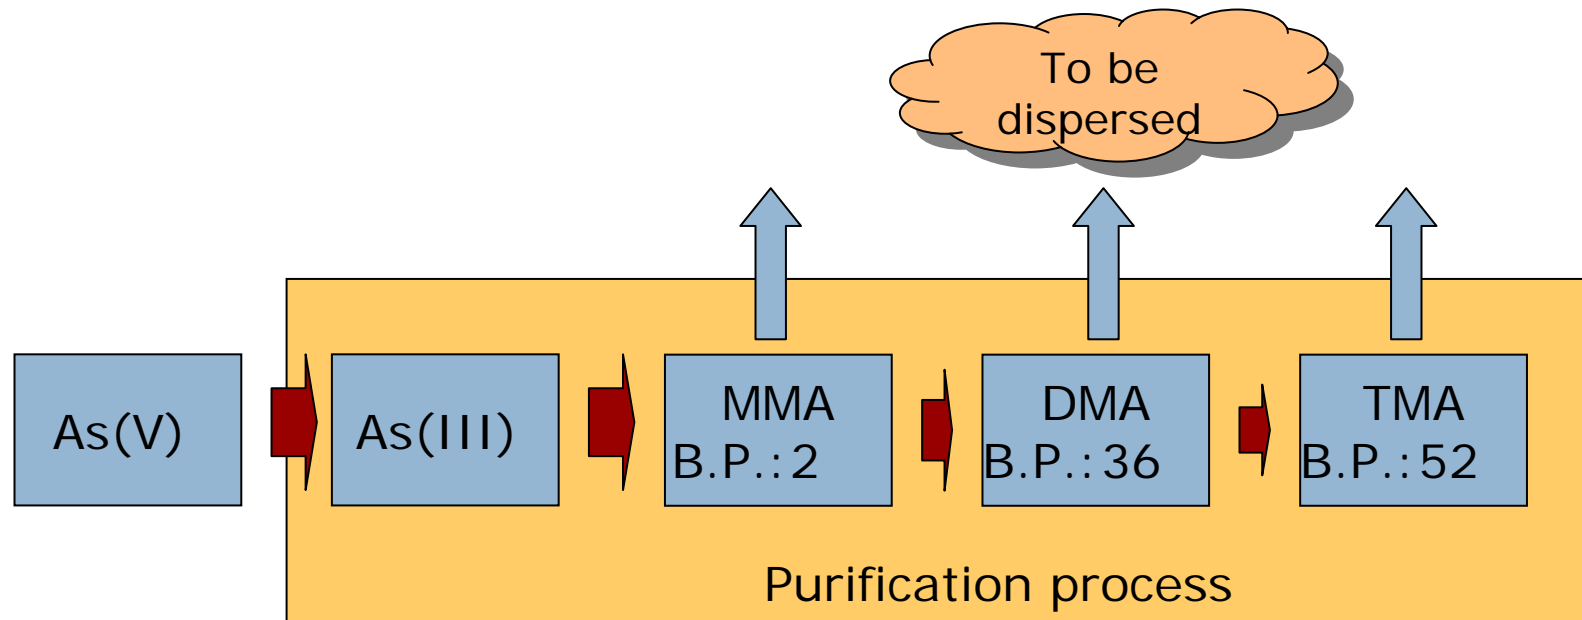 To be
dispersed
As(V)
As(III)
MMA
B.P.:2
DMA
B.P.:36
TMA
B.P.:52
Purification process